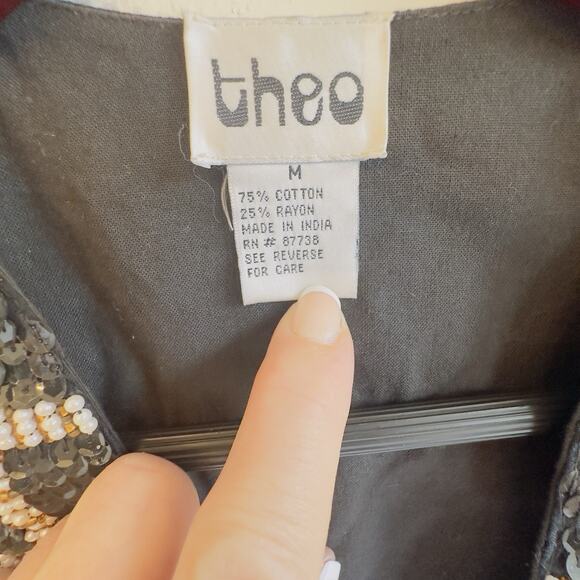 theo
M
75% COTTON
25% RAYON
MADE IN INDIA
RN # 87738
SEE REVERSE
FOR CARE